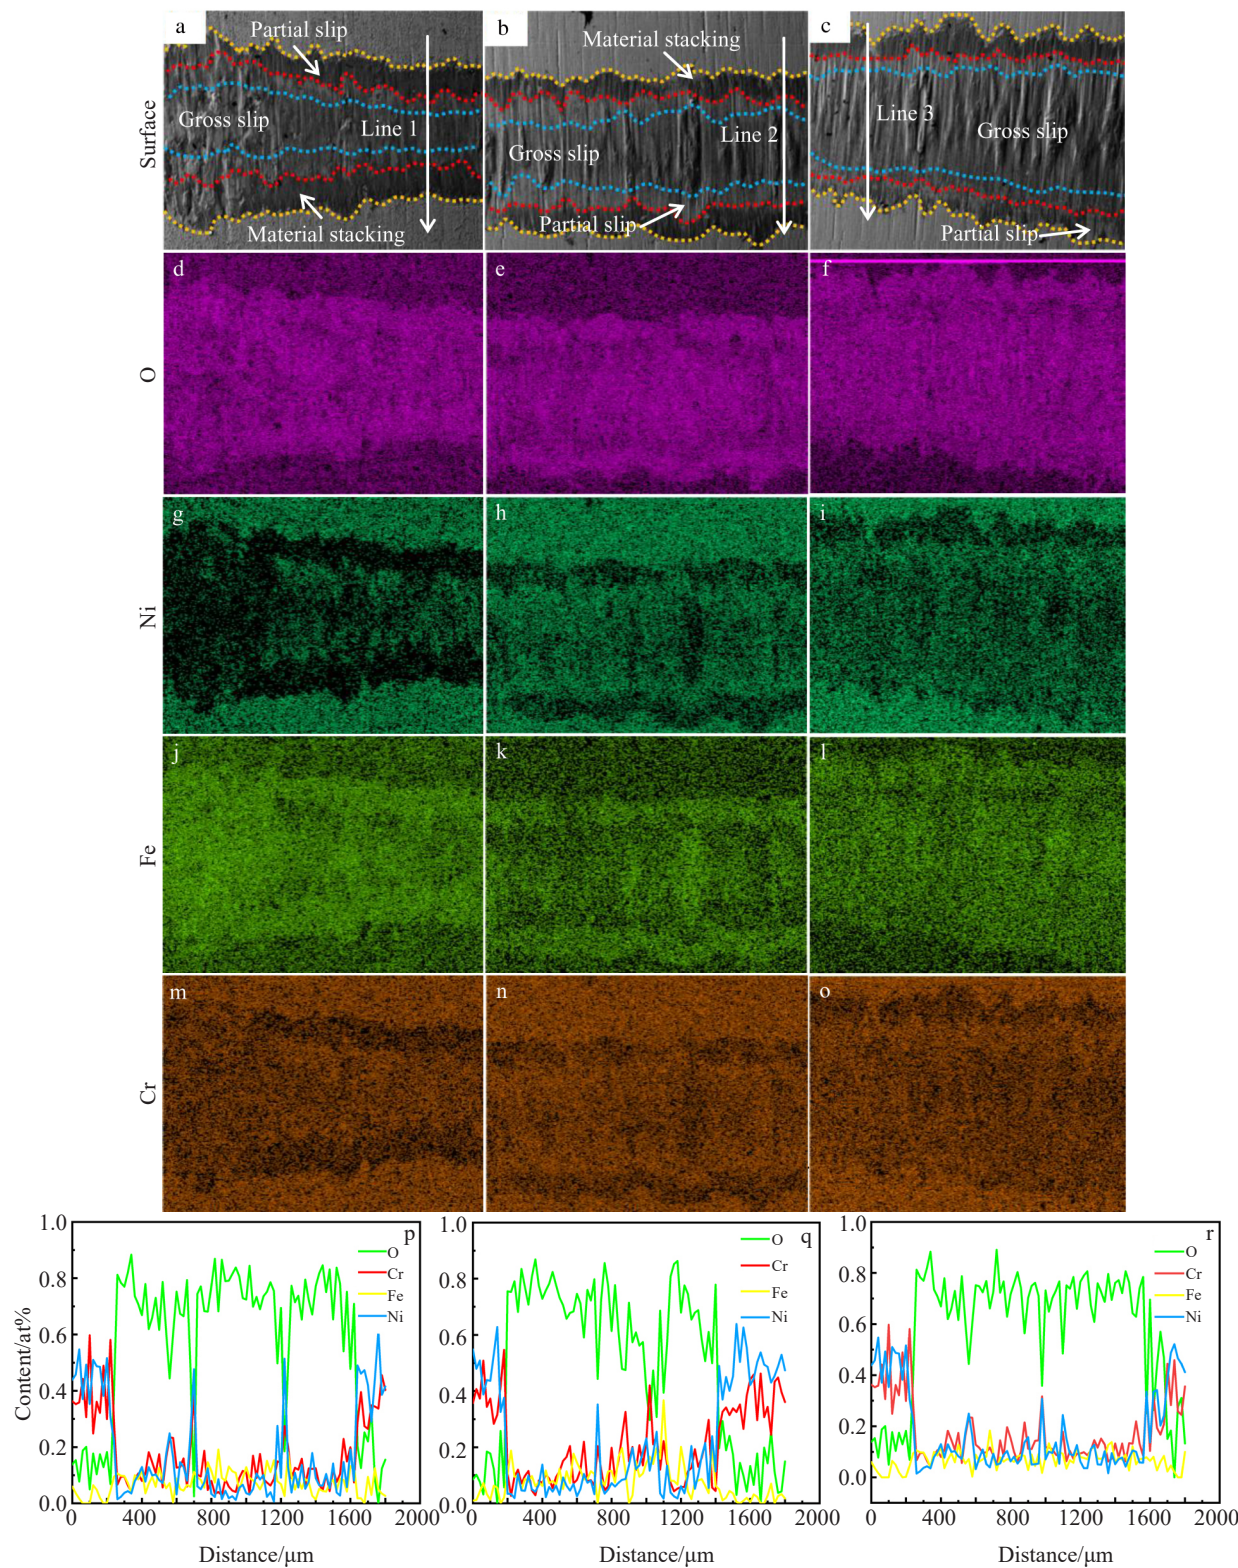 a
b
c
Partial slip
Material stacking
Surface
Gross slip
Line 1
Line 2
Line 3
Gross slip
Gross slip
Material stacking
Partial slip
Partial slip
d
e
f
O
g
h
i
Ni
j
k
l
Fe
m
n
o
Cr
Content/at%
1.0
0.8
0.6
0.4
0.2
0.0
p
O
Cr
Fe
Ni
0
400
800
1200
1600
2000
Distance/μm
1.0
0.8
0.6
0.4
0.2
0.0
q
O
Cr
Fe
Ni
0
400
800
1200
1600
2000
Distance/μm
1.0
0.8
0.6
0.4
0.2
0.0
r
O
Cr
Fe
Ni
0
400
800
1200
1600
2000
Distance/μm